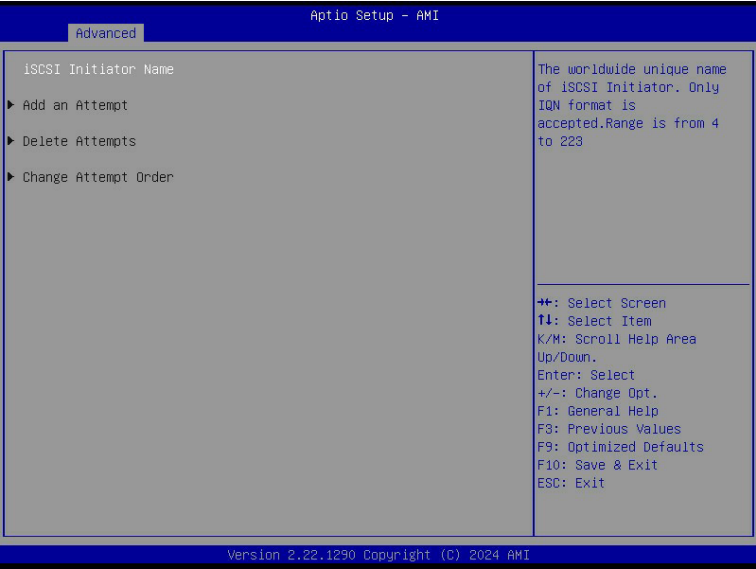 Aptio Setup – AMI
Advanced
iSCSI Initiator Name
▶ Add an Attempt
▶ Delete Attempts
▶ Change Attempt Order
The worldwide unique name
of iSCSI Initiator. Only
IQN format is
accepted.Range is from 4
to 223
→←: Select Screen
↑↓: Select Item
K/M: Scroll Help Area
Up/Down.
Enter: Select
+/-: Change Opt.
F1: General Help
F3: Previous Values
F9: Optimized Defaults
F10: Save & Exit
ESC: Exit
Version 2.22.1290 Copyright (C) 2024 AMI